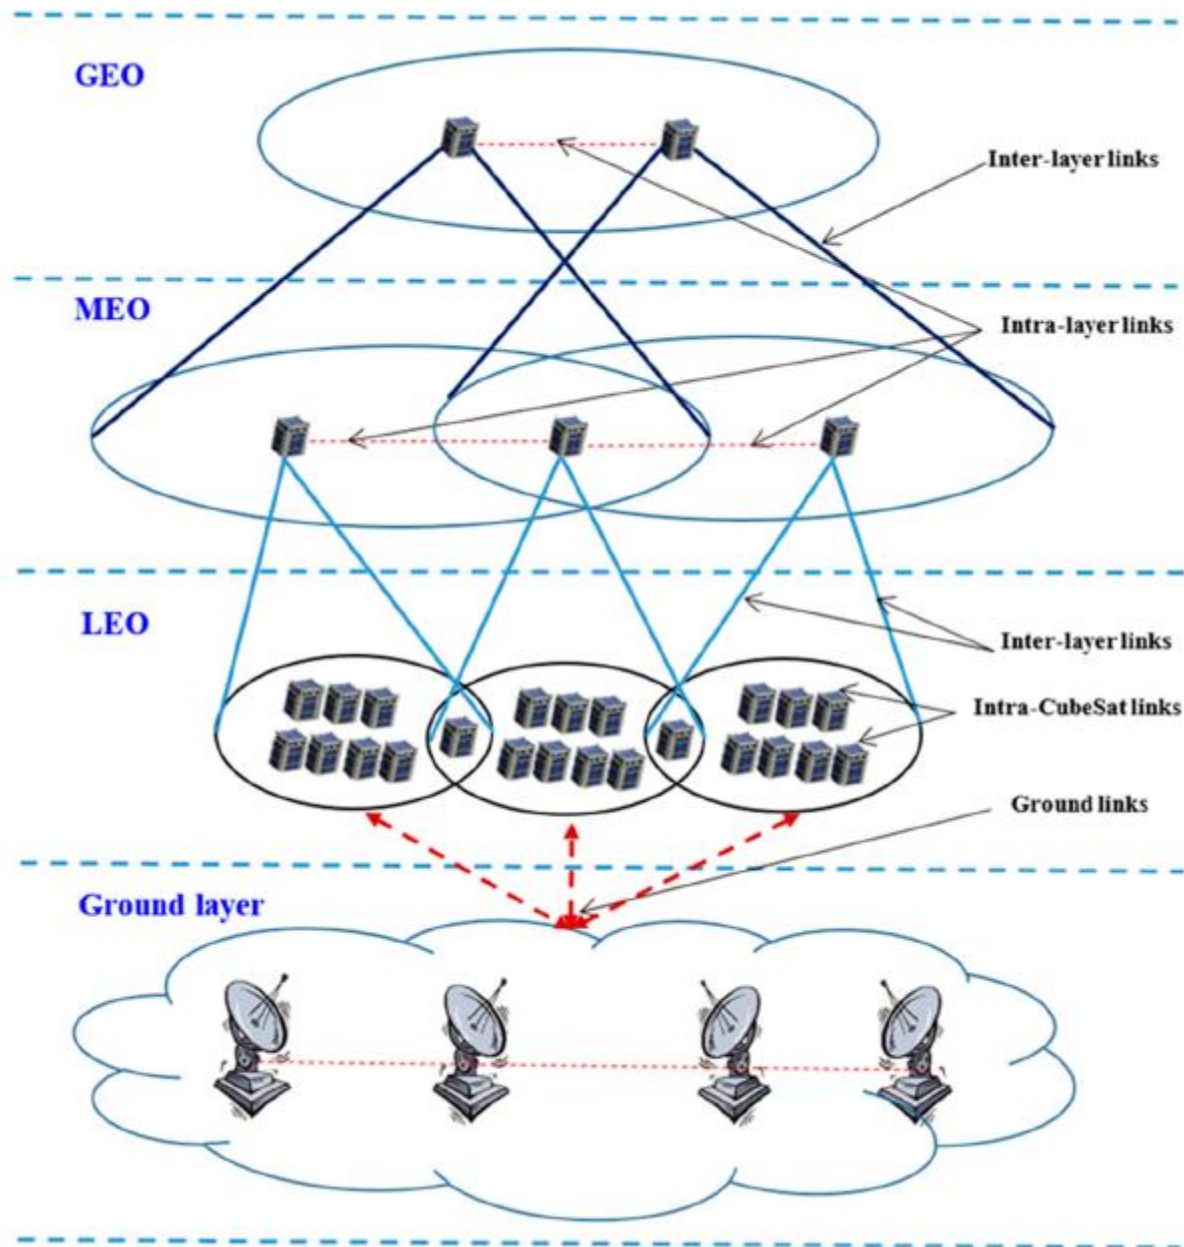 GEO
Inter-layer links
MEO
Intra-layer links
LEO
Inter-layer links
Intra-CubeSat links
Ground links
Ground layer